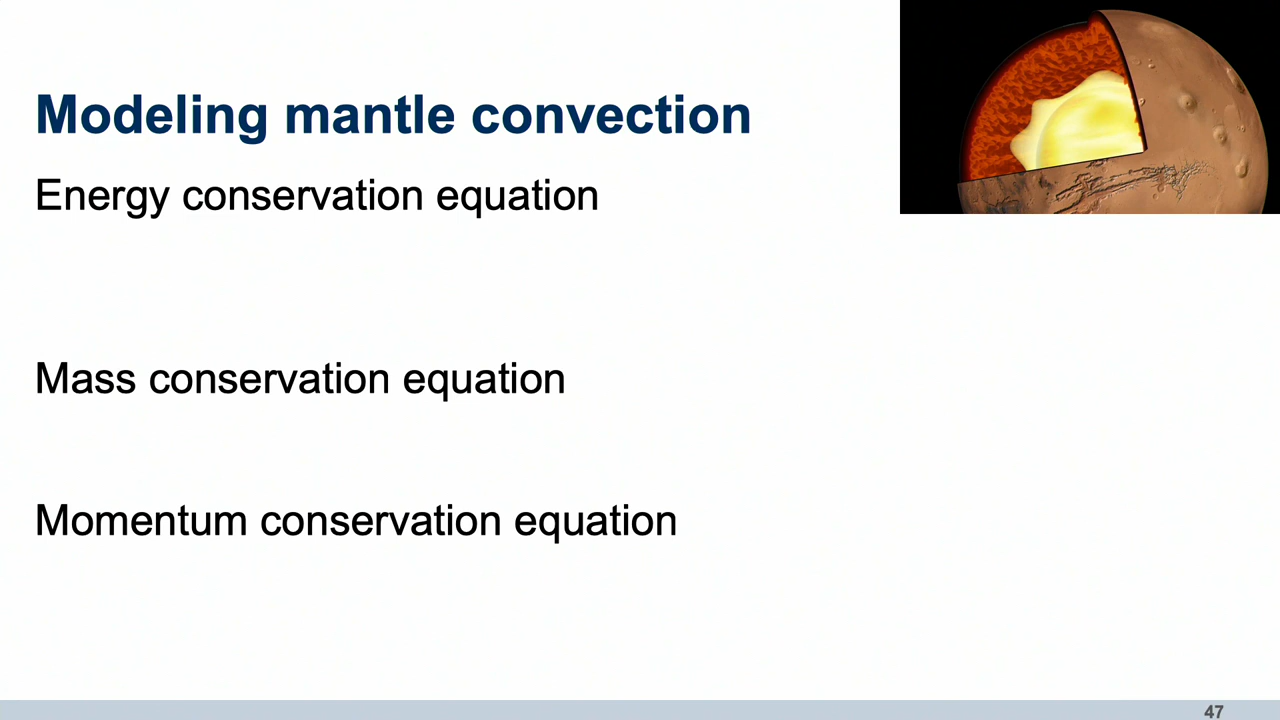 Modeling mantle convection
Energy conservation equation
Mass conservation equation
Momentum conservation equation
47